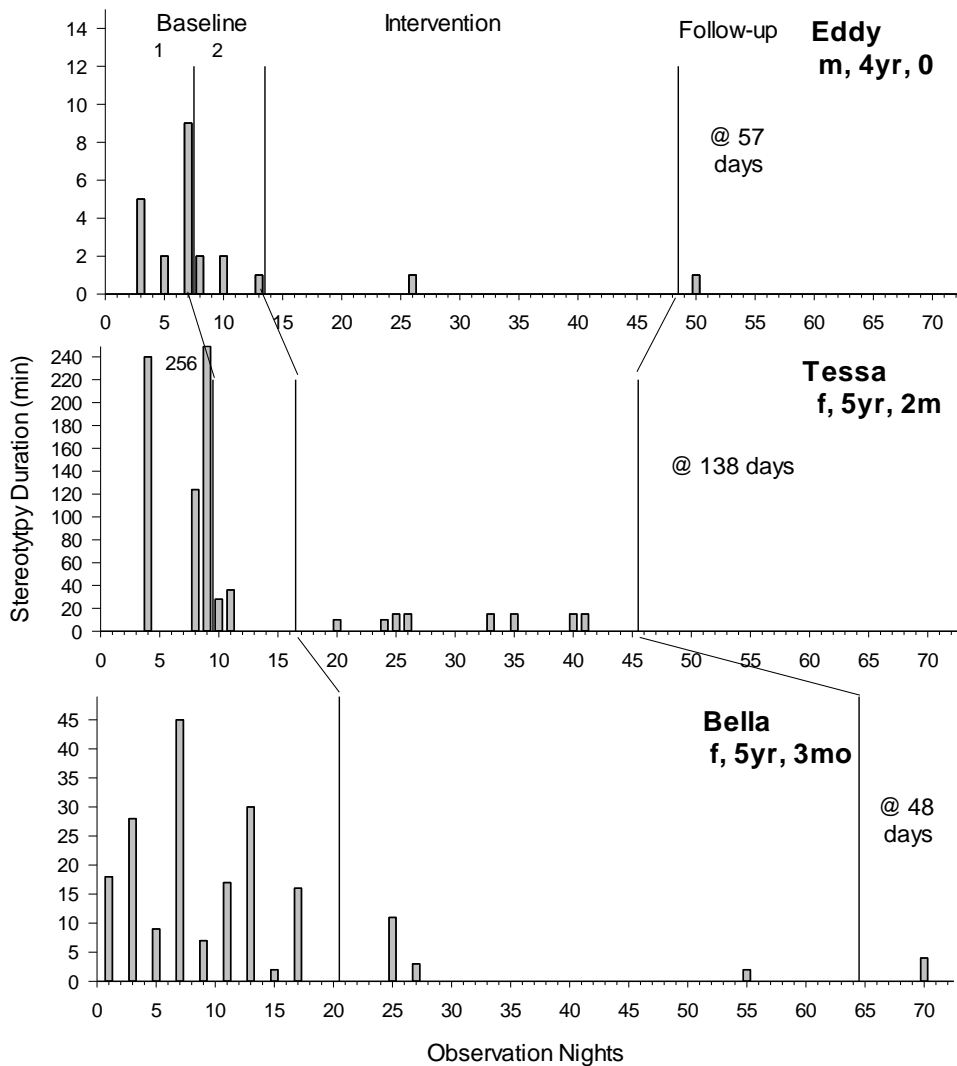 Baseline
1 2
Intervention
Follow-up
Eddy
m, 4yr, 0
@ 57
days
14
12
10
8
6
4
2
0
0 5 10 15 20 25 30 35 40 45 50 55 60 65 70
Stereotytpy Duration (min)
Tessa
f, 5yr, 2m
256
@ 138 days
240
220
200
180
160
140
120
100
80
60
40
20
0
0 5 10 15 20 25 30 35 40 45 50 55 60 65 70
Bella
f, 5yr, 3mo
@ 48
days
45
40
35
30
25
20
15
10
5
0
0 5 10 15 20 25 30 35 40 45 50 55 60 65 70
Observation Nights